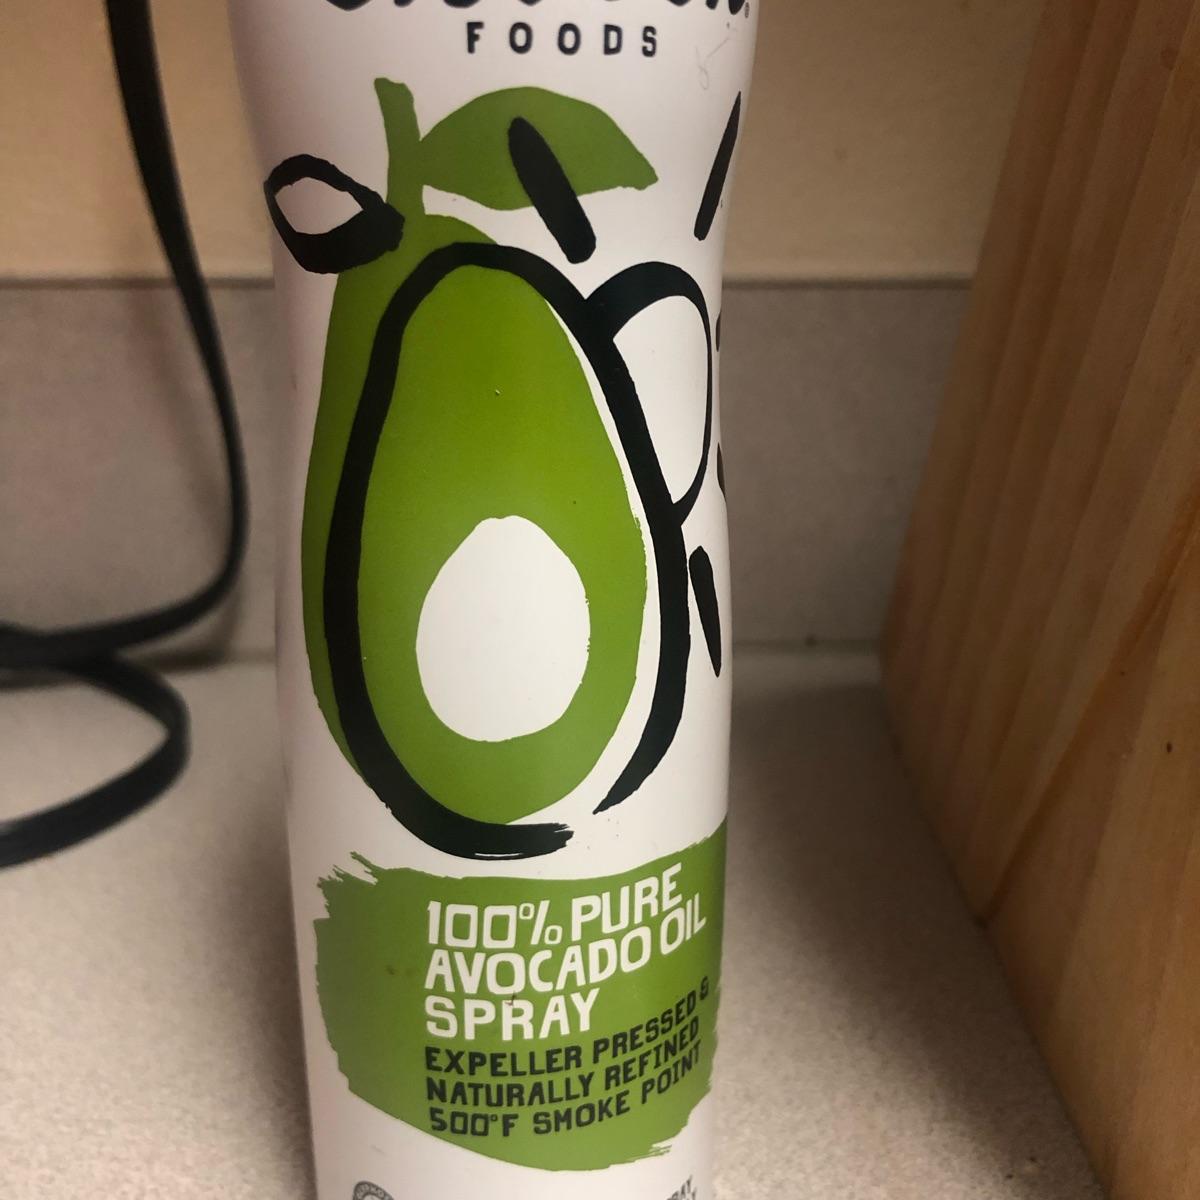 FOODS
100% PURE
AVOCADO OIL
SPRAY
EXPELLER PRESSED &
NATURALLY REFINED
500°F SMOKE POINT